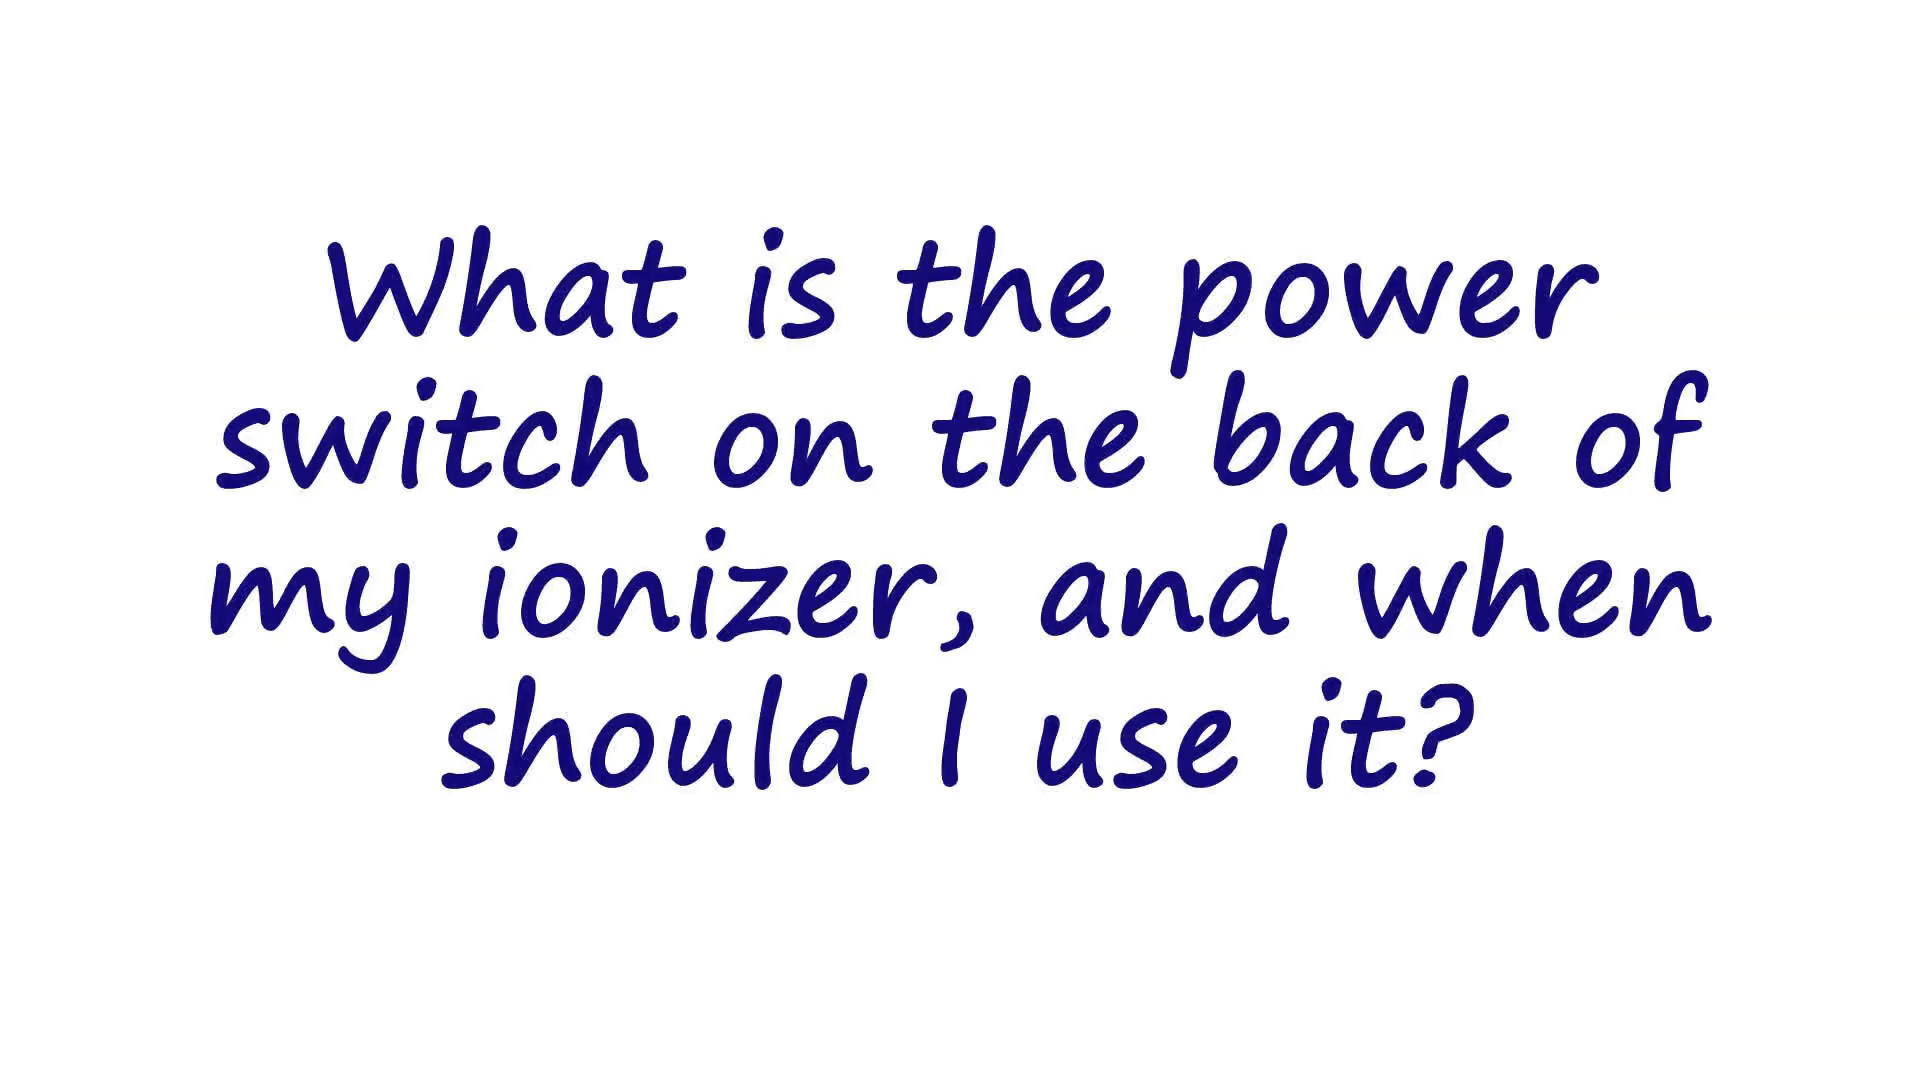 What is the power
switch on the back of
my ionizer, and when
should I use it?